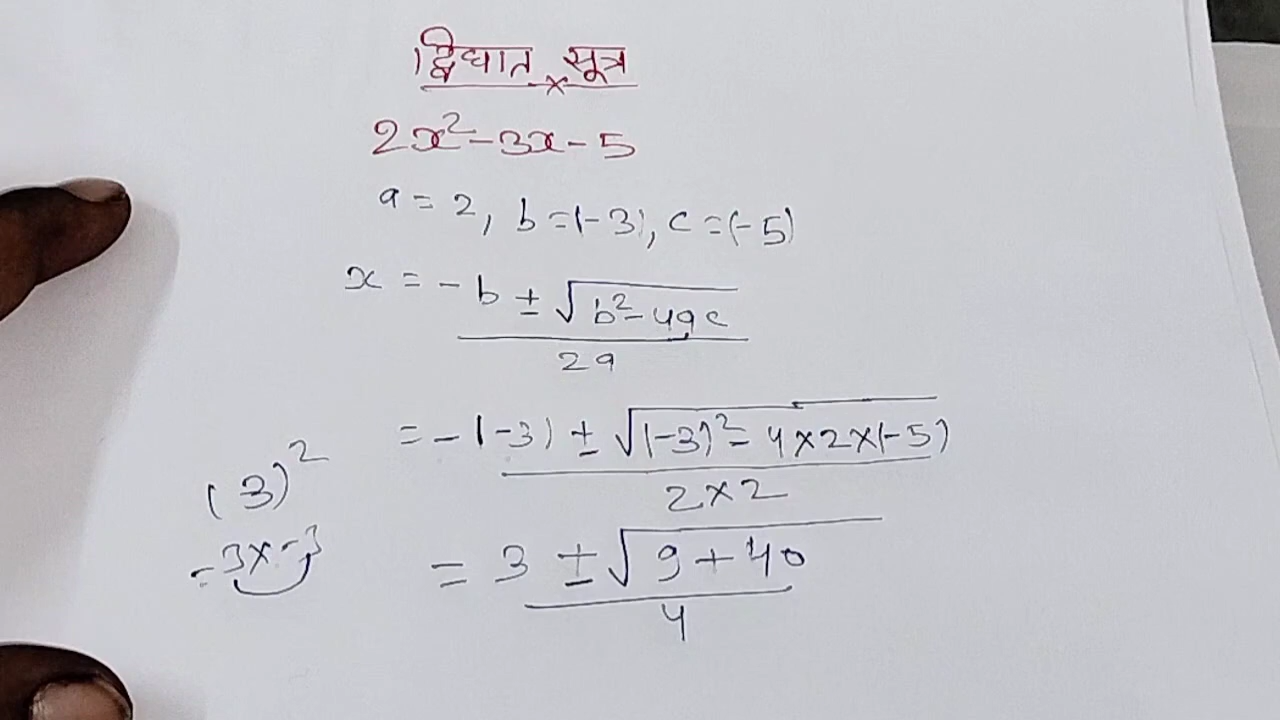 द्विघात सूत्र
2x² - 3x - 5
a = 2, b = (-3), c = (-5)
x = -b ± √b² - 4ac
2a
= -(-3) ± √(-3)² - 4×2×(-5)
2×2
(3)²
-3×-3
= 3 ± √9 + 40
4